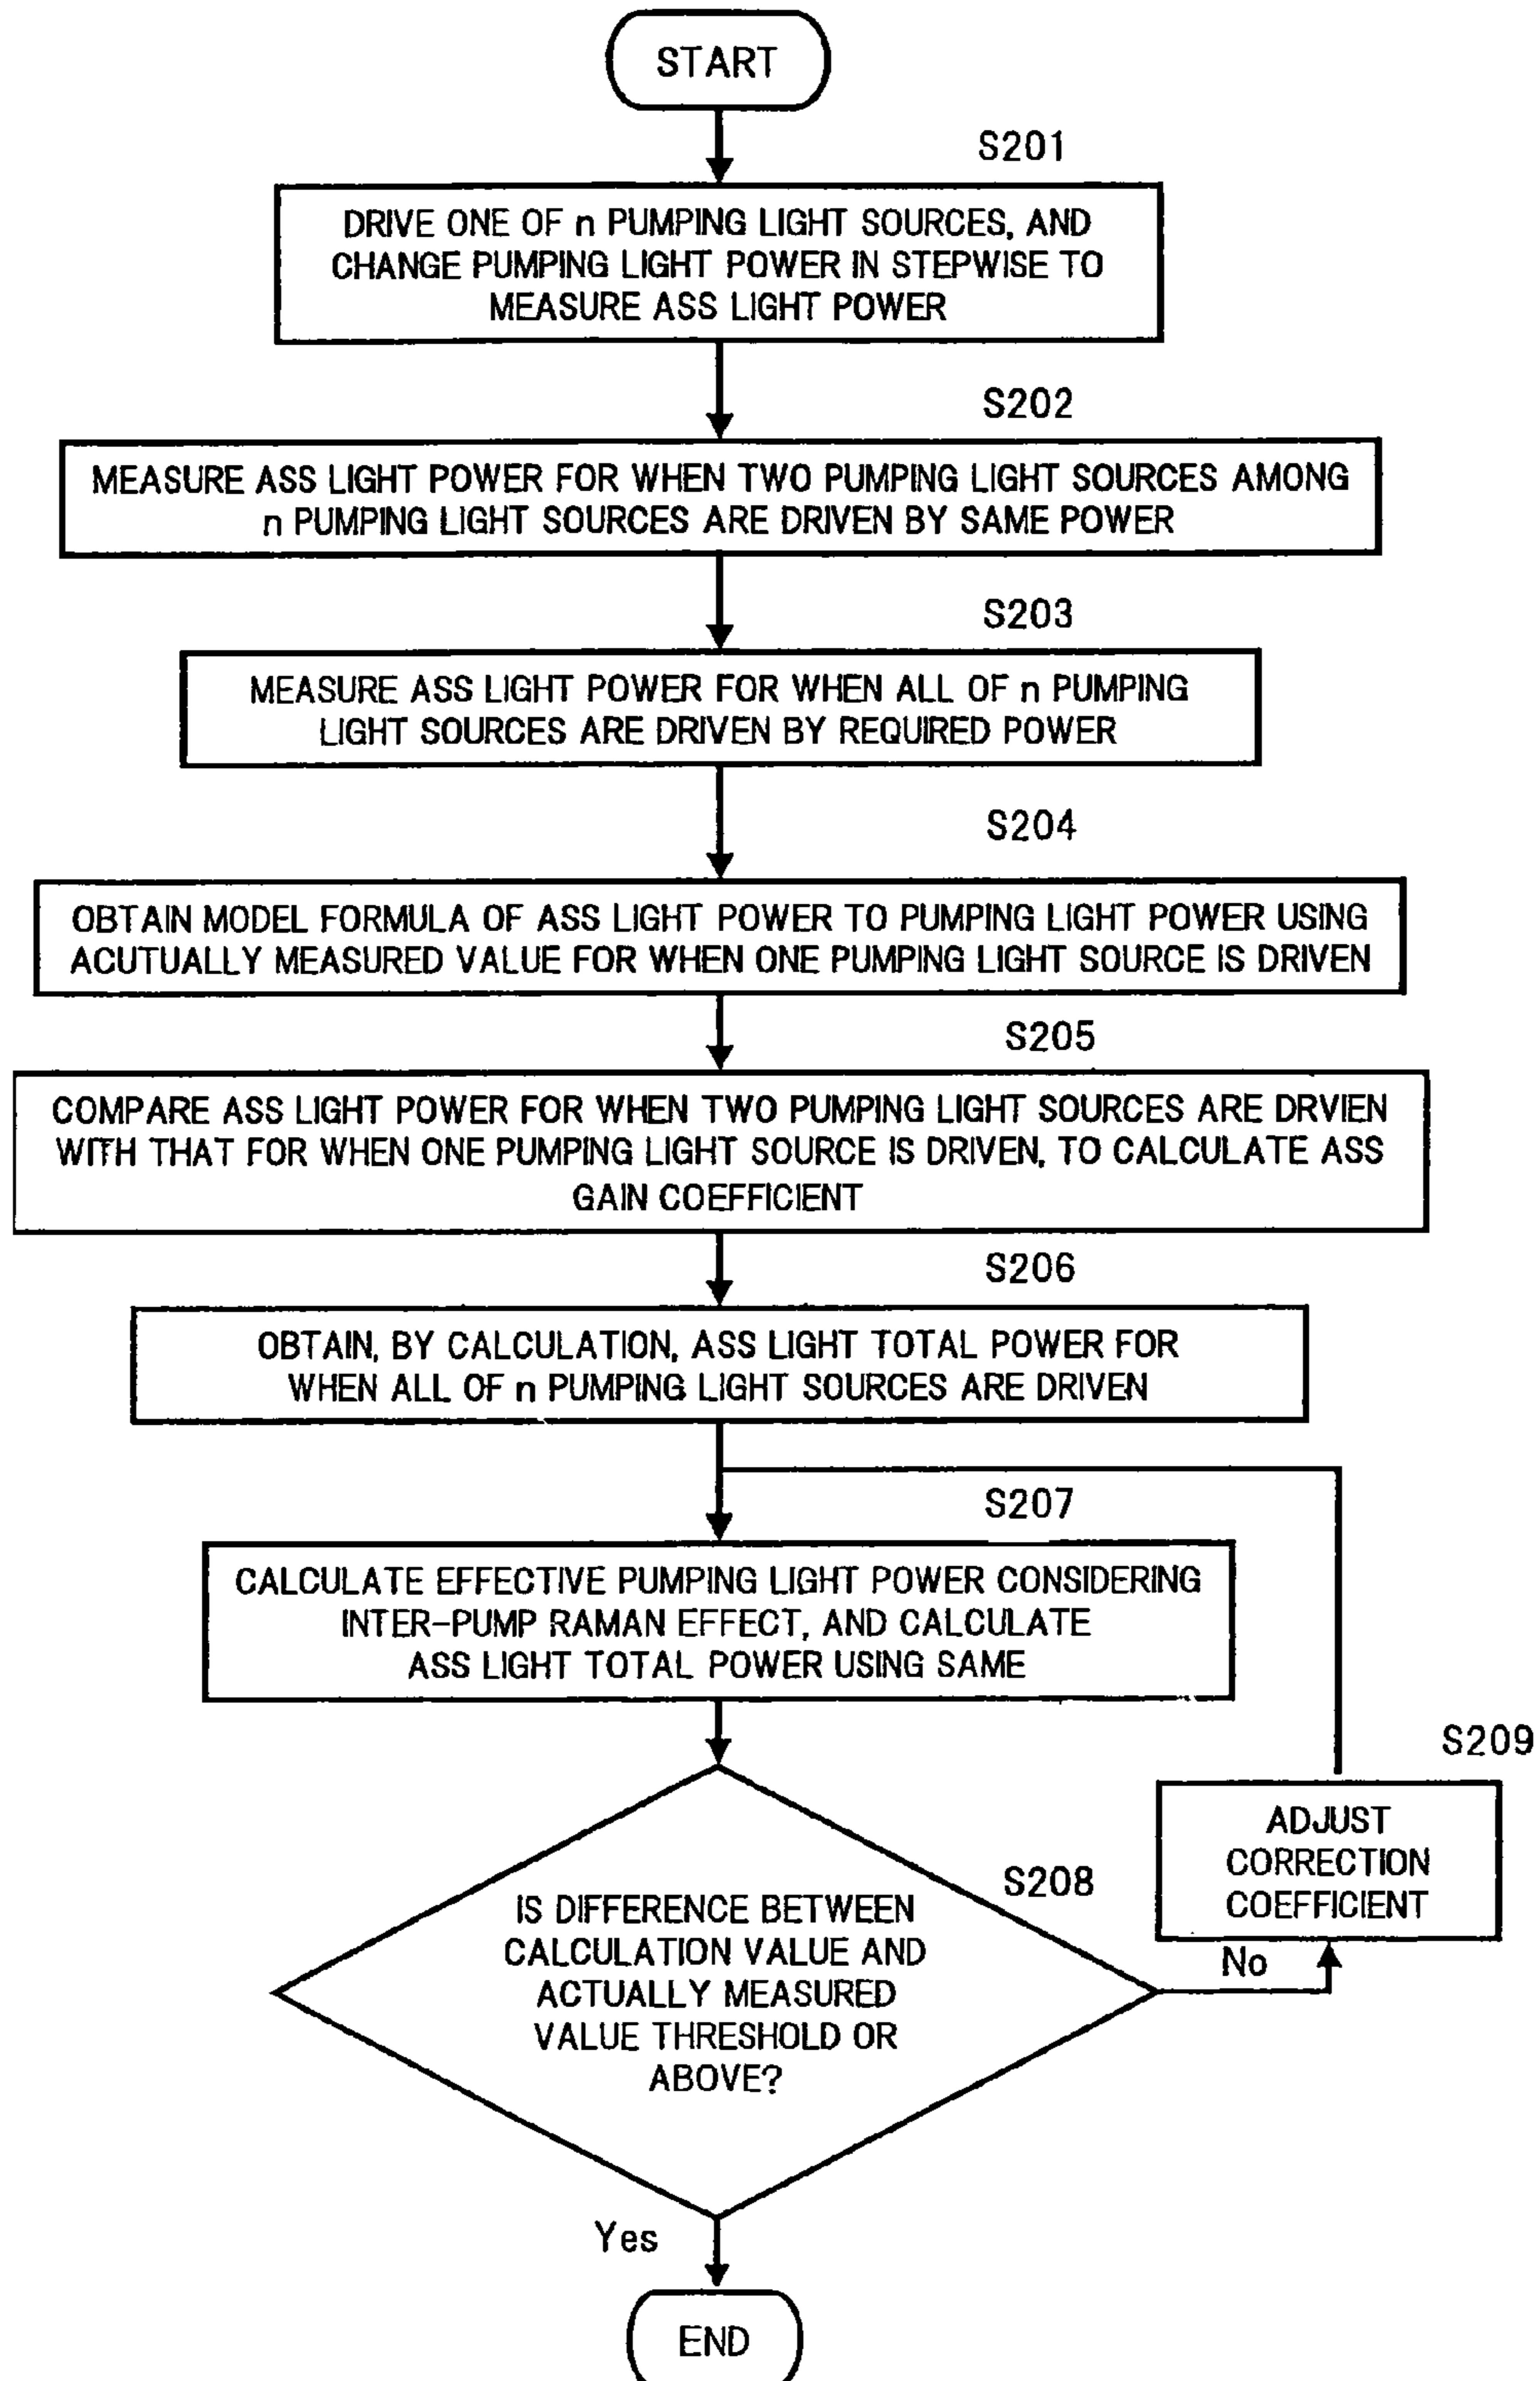 START
S201
DRIVE ONE OF n PUMPING LIGHT SOURCES, AND
CHANGE PUMPING LIGHT POWER IN STEPWISE TO
MEASURE ASS LIGHT POWER
S202
MEASURE ASS LIGHT POWER FOR WHEN TWO PUMPING LIGHT SOURCES AMONG
n PUMPING LIGHT SOURCES ARE DRIVEN BY SAME POWER
S203
MEASURE ASS LIGHT POWER FOR WHEN ALL OF n PUMPING
LIGHT SOURCES ARE DRIVEN BY REQUIRED POWER
S204
OBTAIN MODEL FORMULA OF ASS LIGHT POWER TO PUMPING LIGHT POWER USING
ACUTUALLY MEASURED VALUE FOR WHEN ONE PUMPING LIGHT SOURCE IS DRIVEN
S205
COMPARE ASS LIGHT POWER FOR WHEN TWO PUMPING LIGHT SOURCES ARE DRVIEN
WITH THAT FOR WHEN ONE PUMPING LIGHT SOURCE IS DRIVEN, TO CALCULATE ASS
GAIN COEFFICIENT
S206
OBTAIN, BY CALCULATION, ASS LIGHT TOTAL POWER FOR
WHEN ALL OF n PUMPING LIGHT SOURCES ARE DRIVEN
S207
CALCULATE EFFECTIVE PUMPING LIGHT POWER CONSIDERING
INTER-PUMP RAMAN EFFECT, AND CALCULATE
ASS LIGHT TOTAL POWER USING SAME
S208
IS DIFFERENCE BETWEEN
CALCULATION VALUE AND
ACTUALLY MEASURED
VALUE THRESHOLD OR
ABOVE?
S209
ADJUST
CORRECTION
COEFFICIENT
No
Yes
END